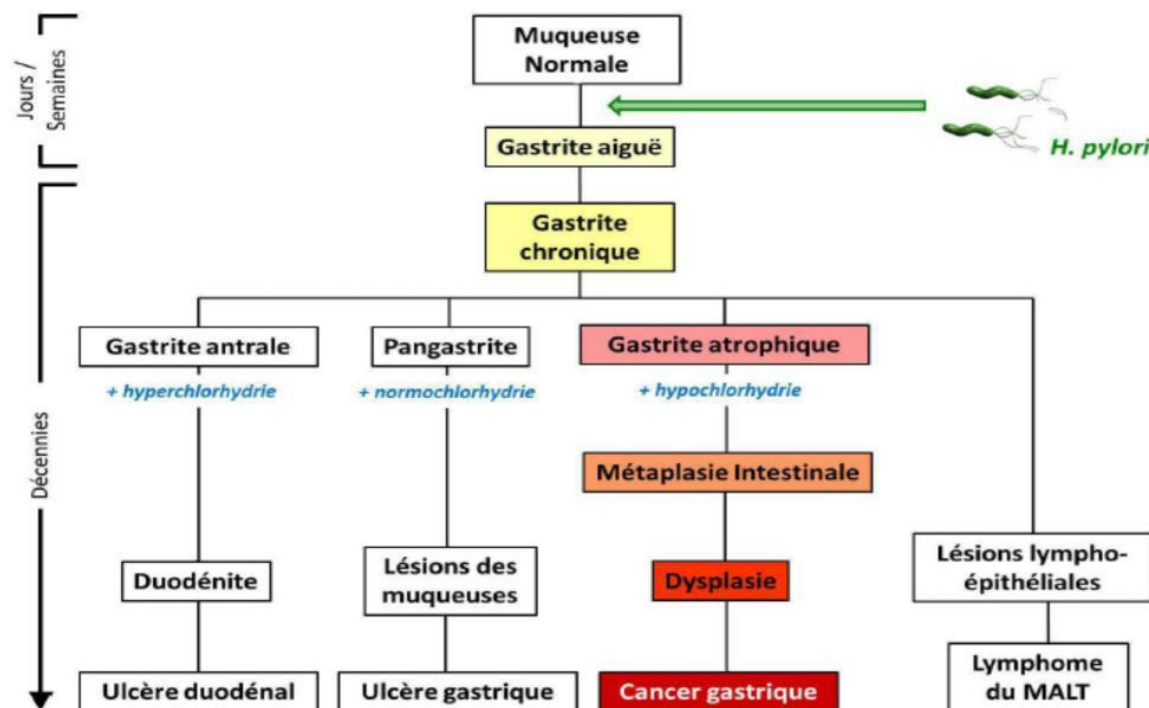 Jours /
Semaines
Muqueuse
Normale
H. pylori
Gastrite aiguë
Décennies
Gastrite
chronique
Gastrite antrale
Pangastrite
Gastrite atrophique
+ hyperchlorhydrie
+ normochlorhydrie
+ hypochlorhydrie
Métaplasie Intestinale
Duodénite
Lésions des
muqueuses
Dysplasie
Lésions lympho-
épithéliales
Ulcère duodénal
Ulcère gastrique
Cancer gastrique
Lymphome
du MALT